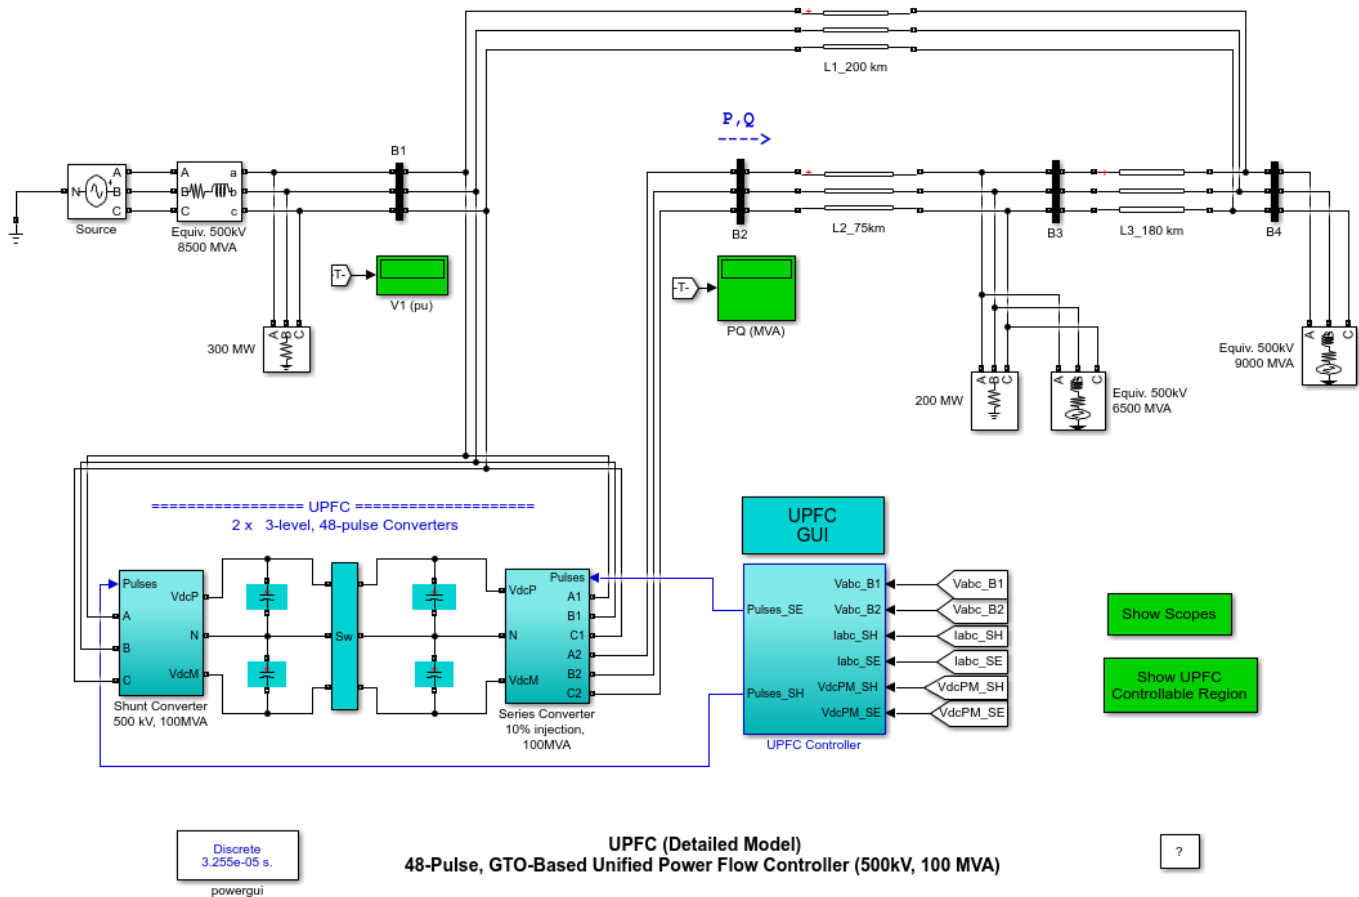 L1_200 km
P,Q
---->
B1
A
B
C
N
Source
A
B
C
a
b
c
Equiv. 500kV
8500 MVA
B2
L2_75km
B3
L3_180 km
B4
-T-
V1 (pu)
-T-
PQ (MVA)
300 MW
A
B
C
200 MW
A
B
C
A
B
C
Equiv. 500kV
6500 MVA
Equiv. 500kV
9000 MVA
A
B
C
================= UPFC ====================
2 x 3-level, 48-pulse Converters
Pulses
A
B
C
VdcP
N
VdcM
Shunt Converter
500 kV, 100MVA
Sw
VdcP
N
VdcM
Pulses
A1
B1
C1
A2
B2
C2
Series Converter
10% injection,
100MVA
UPFC
GUI
Pulses_SE
Pulses_SH
Vabc_B1
Vabc_B2
Iabc_SH
Iabc_SE
VdcPM_SH
VdcPM_SE
UPFC Controller
Vabc_B1
Vabc_B2
Iabc_SH
Iabc_SE
VdcPM_SH
VdcPM_SE
Show Scopes
Show UPFC
Controllable Region
Discrete
3.255e-05 s.
powergui
UPFC (Detailed Model)
48-Pulse, GTO-Based Unified Power Flow Controller (500kV, 100 MVA)
?